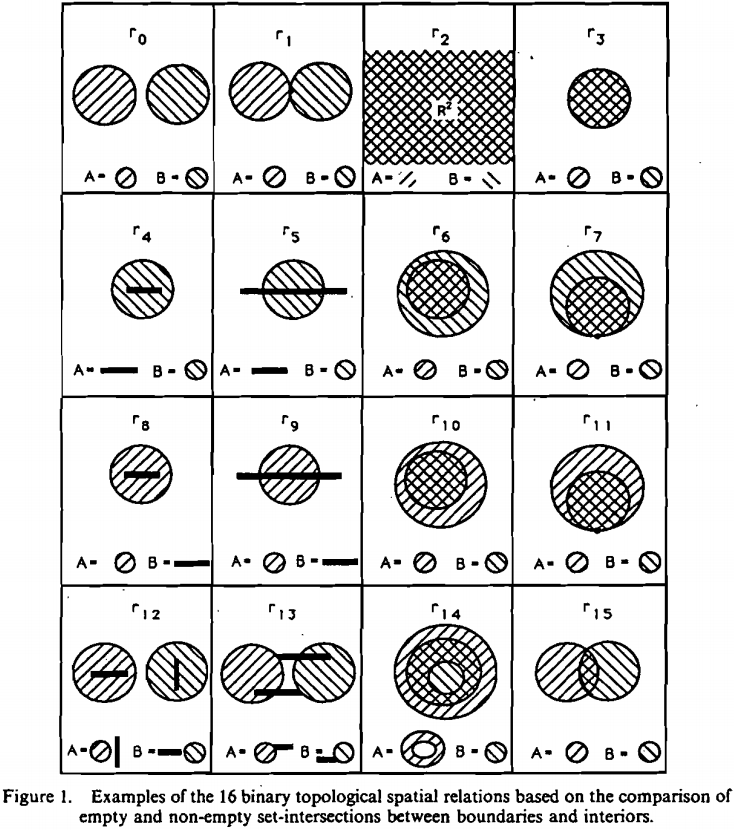 r0 r1 r2 r3
R²
A- B- A- B- A- B- A- B-
r4 r5 r6 r7
A- B- A- B- A- B- A- B-
r8 r9 r10 r11
A- B- A- B- A- B- A- B-
r12 r13 r14 r15
A- B- A- B- A- B- A- B-
Figure 1. Examples of the 16 binary topological spatial relations based on the comparison of
empty and non-empty set-intersections between boundaries and interiors.